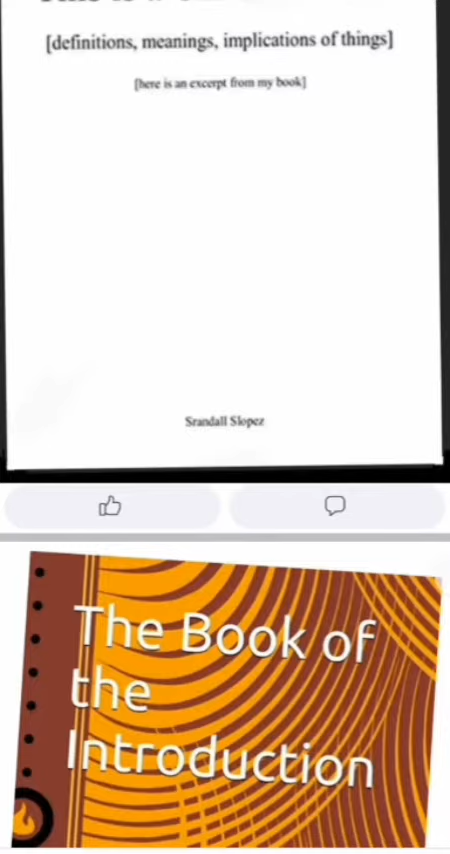 [definitions, meanings, implications of things]
[here is an excerpt from my book]
Srandall Slopez
The Book of
the
Introduction